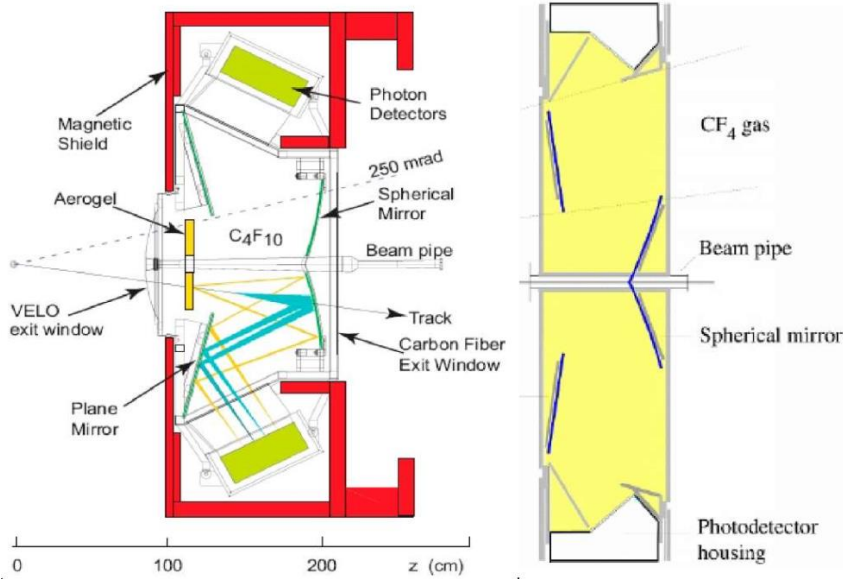 Magnetic
Shield
Photon
Detectors
250 mrad
Aerogel
Spherical
Mirror
C₄F₁₀
Beam pipe
VELO
exit window
Track
Carbon Fiber
Exit Window
Plane
Mirror
0
100
200
z (cm)
CF₄ gas
Beam pipe
Spherical mirror
Photodetector
housing